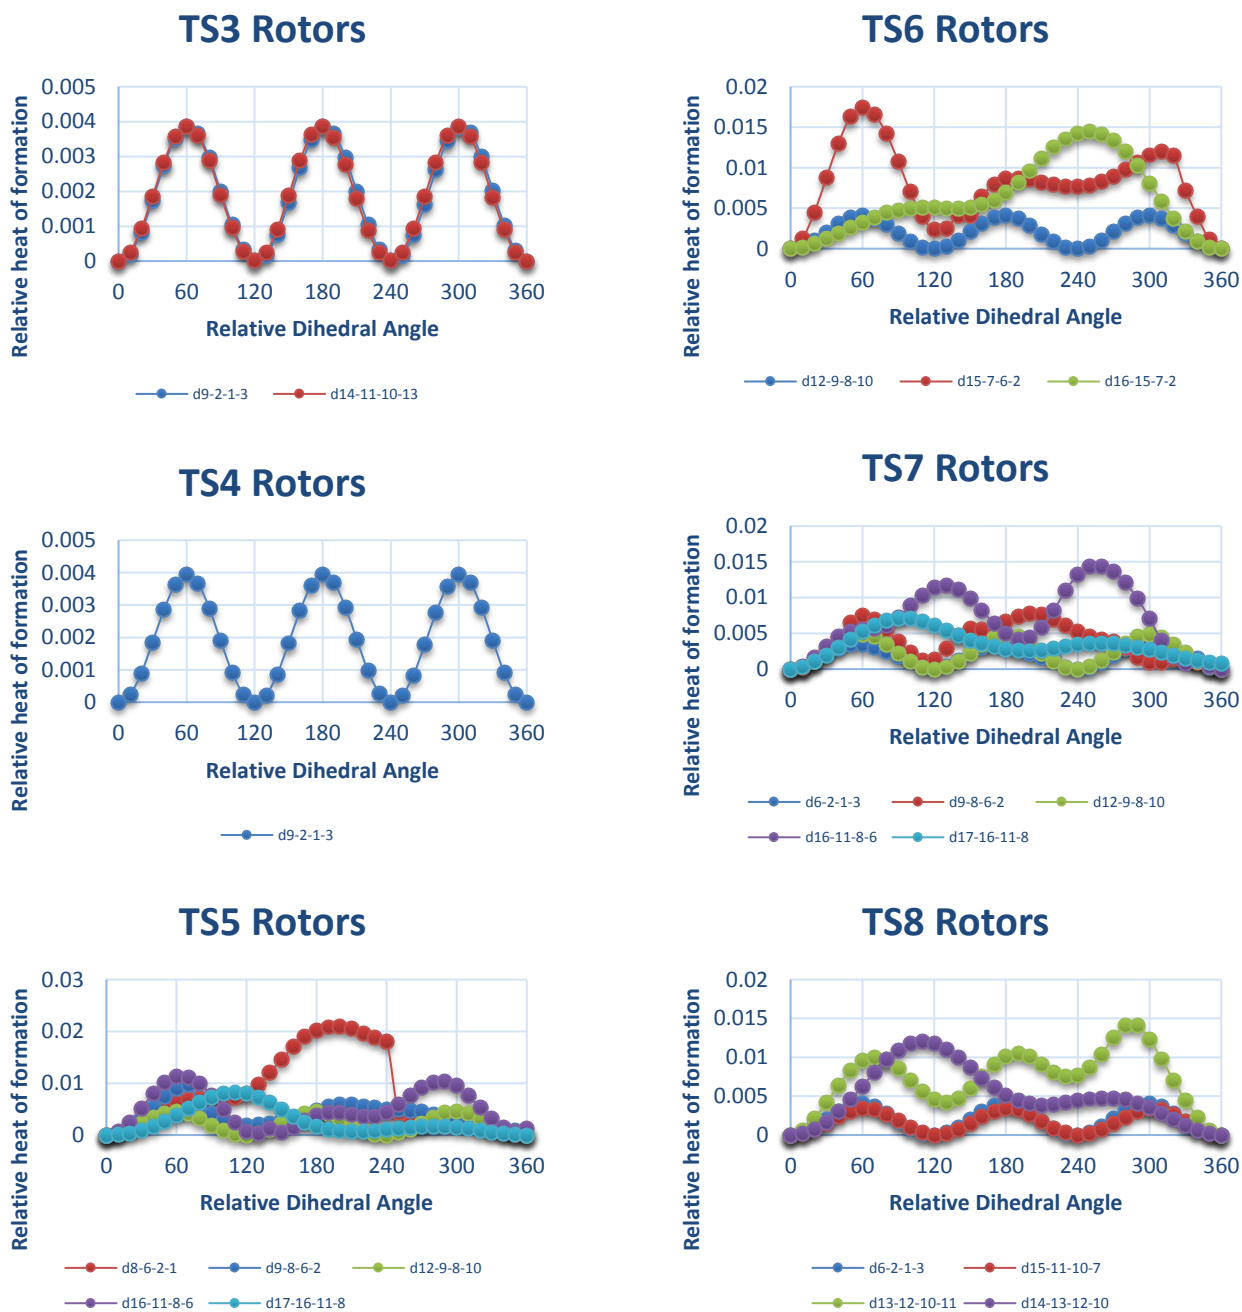 TS3 Rotors
Relative heat of formation
0.005
0.004
0.003
0.002
0.001
0
0 60 120 180 240 300 360
Relative Dihedral Angle
d9-2-1-3 d14-11-10-13
TS6 Rotors
Relative heat of formation
0.02
0.015
0.01
0.005
0
0 60 120 180 240 300 360
Relative Dihedral Angle
d12-9-8-10 d15-7-6-2 d16-15-7-2
TS4 Rotors
Relative heat of formation
0.005
0.004
0.003
0.002
0.001
0
0 60 120 180 240 300 360
Relative Dihedral Angle
d9-2-1-3
TS7 Rotors
Relative heat of formation
0.02
0.015
0.01
0.005
0
0 60 120 180 240 300 360
Relative Dihedral Angle
d6-2-1-3 d9-8-6-2 d12-9-8-10
d16-11-8-6 d17-16-11-8
TS5 Rotors
Relative heat of formation
0.03
0.02
0.01
0
0 60 120 180 240 300 360
Relative Dihedral Angle
d8-6-2-1 d9-8-6-2 d12-9-8-10
d16-11-8-6 d17-16-11-8
TS8 Rotors
Relative heat of formation
0.02
0.015
0.01
0.005
0
0 60 120 180 240 300 360
Relative Dihedral Angle
d6-2-1-3 d15-11-10-7
d13-12-10-11 d14-13-12-10